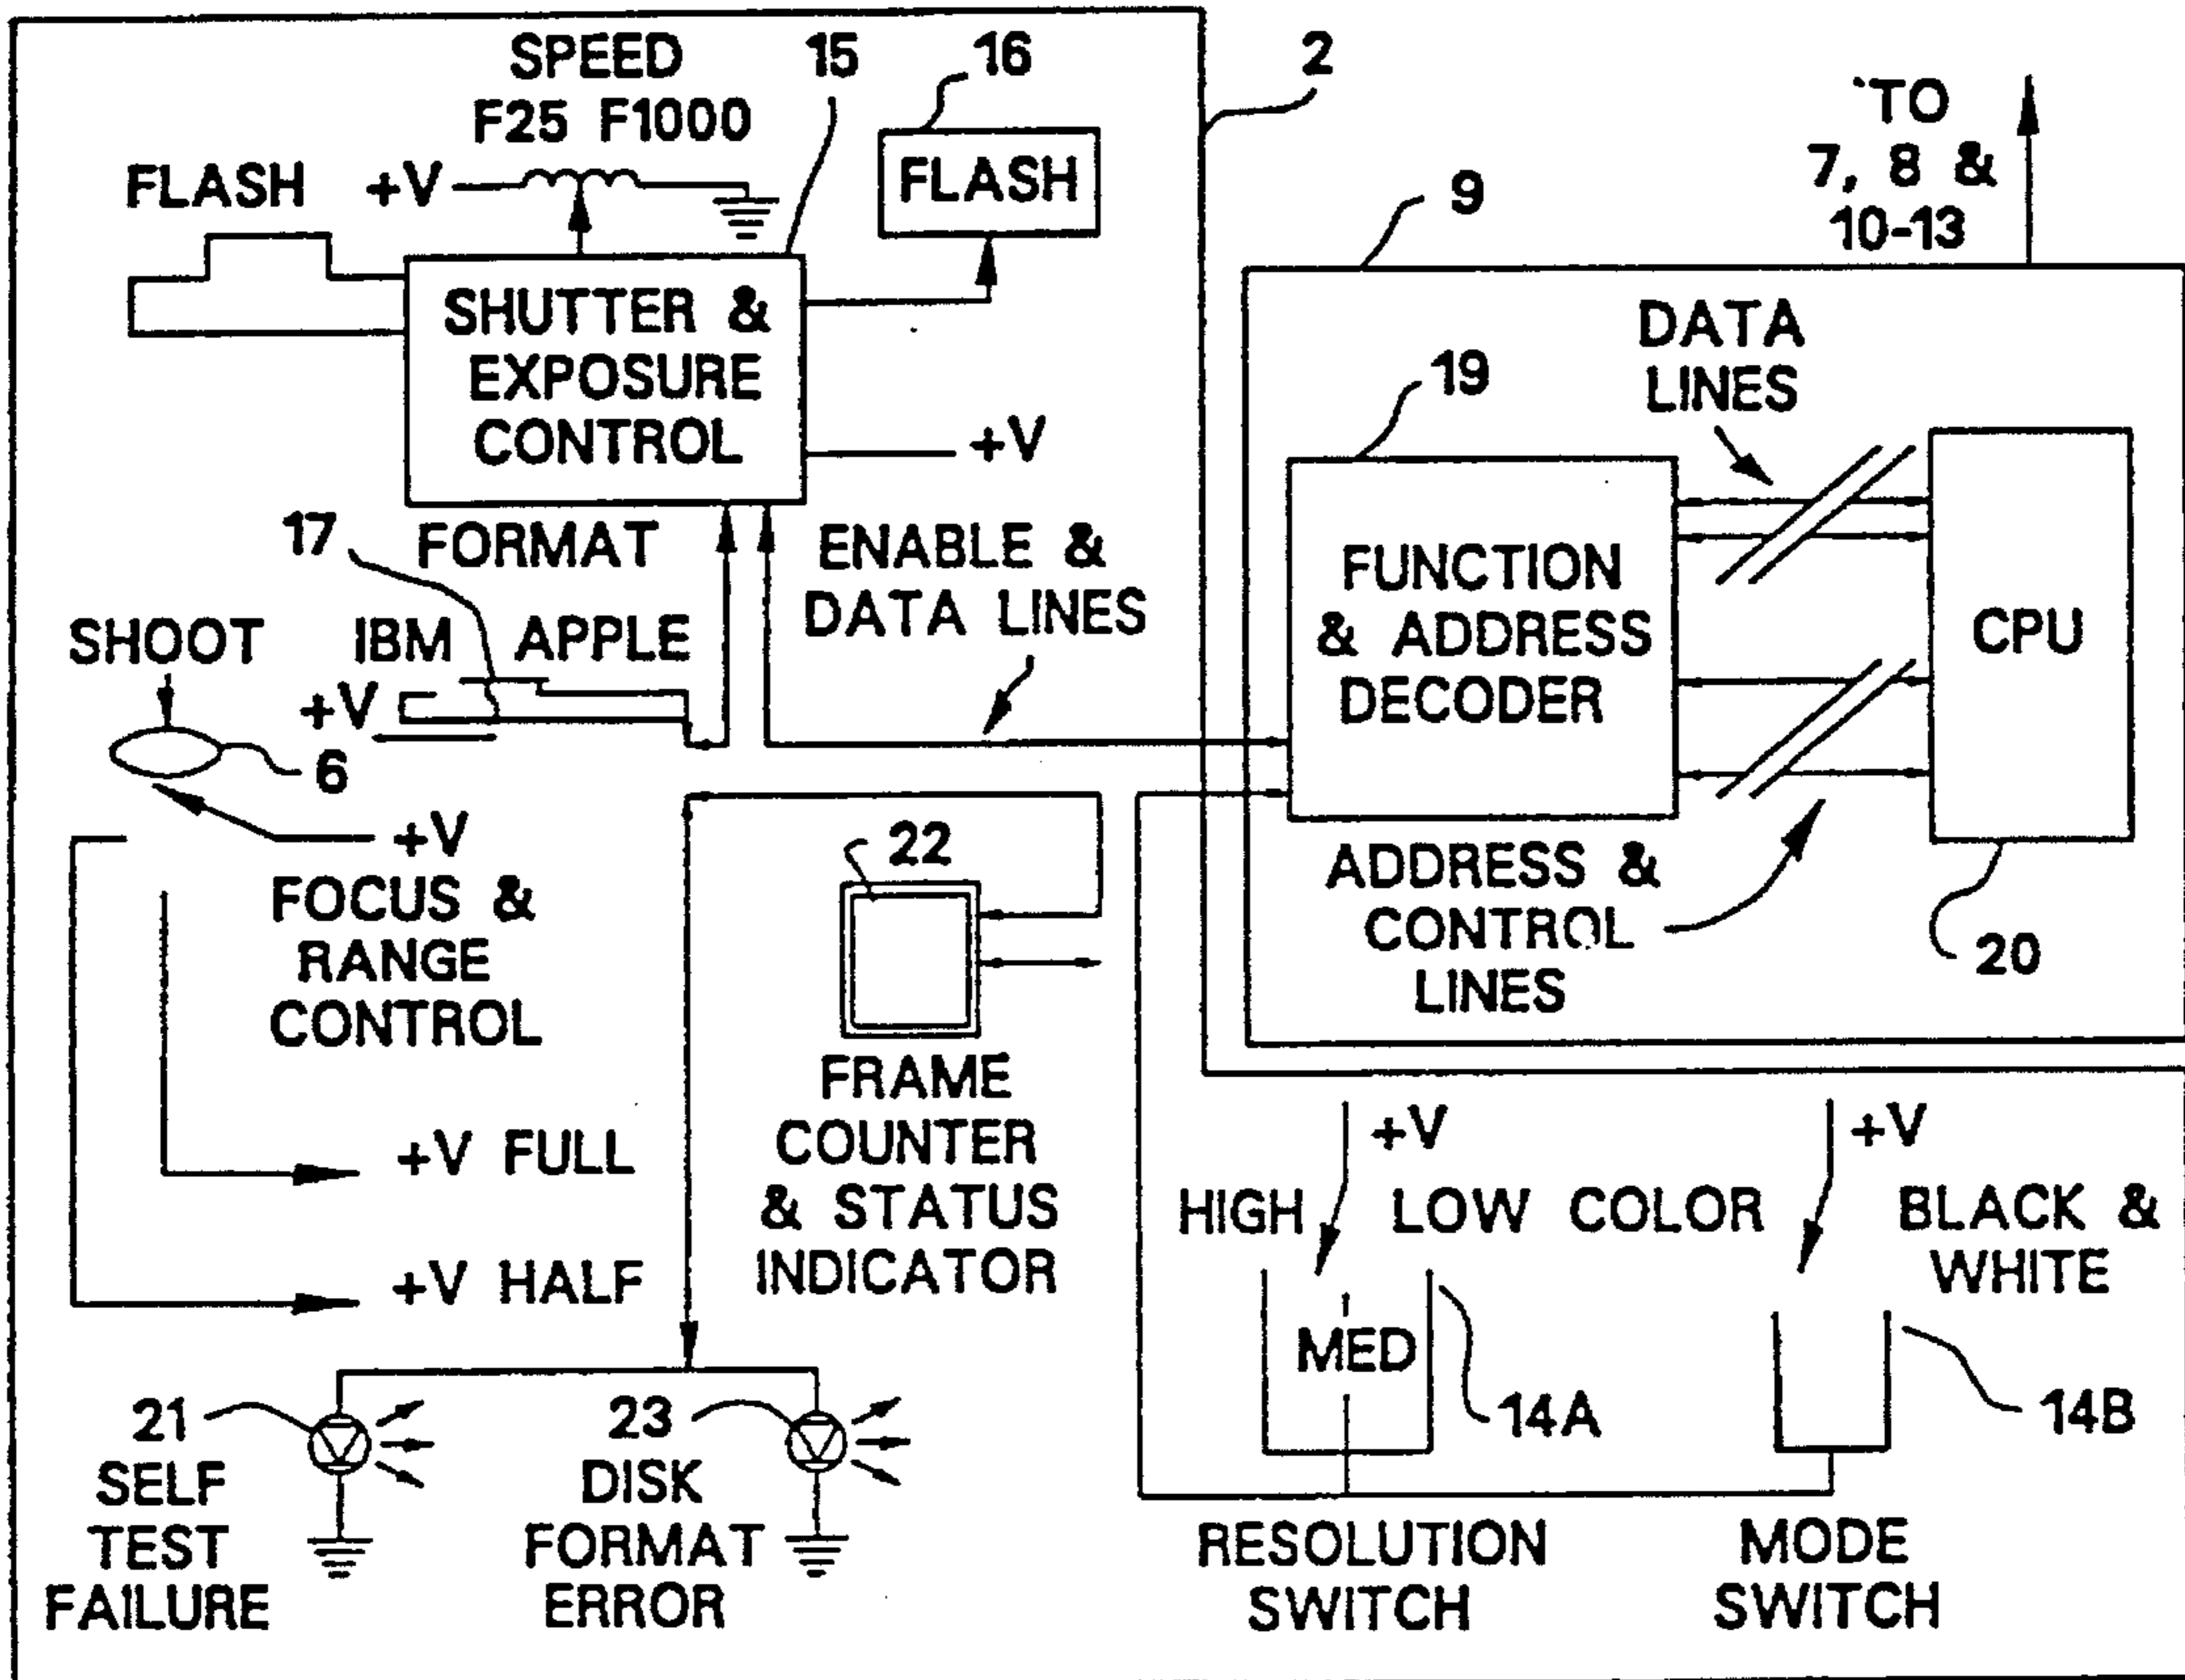 SPEED
F25 F1000
15
16
2
TO
7, 8 &
10-13
FLASH
+V
FLASH
9
SHUTTER &
EXPOSURE
CONTROL
+V
DATA
LINES
19
17
FORMAT
ENABLE &
DATA LINES
FUNCTION
& ADDRESS
DECODER
CPU
SHOOT
IBM APPLE
+V
6
+V
FOCUS &
RANGE
CONTROL
22
ADDRESS &
CONTROL
LINES
20
FRAME
COUNTER
& STATUS
INDICATOR
+V FULL
+V HALF
+V
+V
HIGH
LOW
COLOR
BLACK &
WHITE
MED
14A
14B
21
SELF
TEST
FAILURE
23
DISK
FORMAT
ERROR
RESOLUTION
SWITCH
MODE
SWITCH